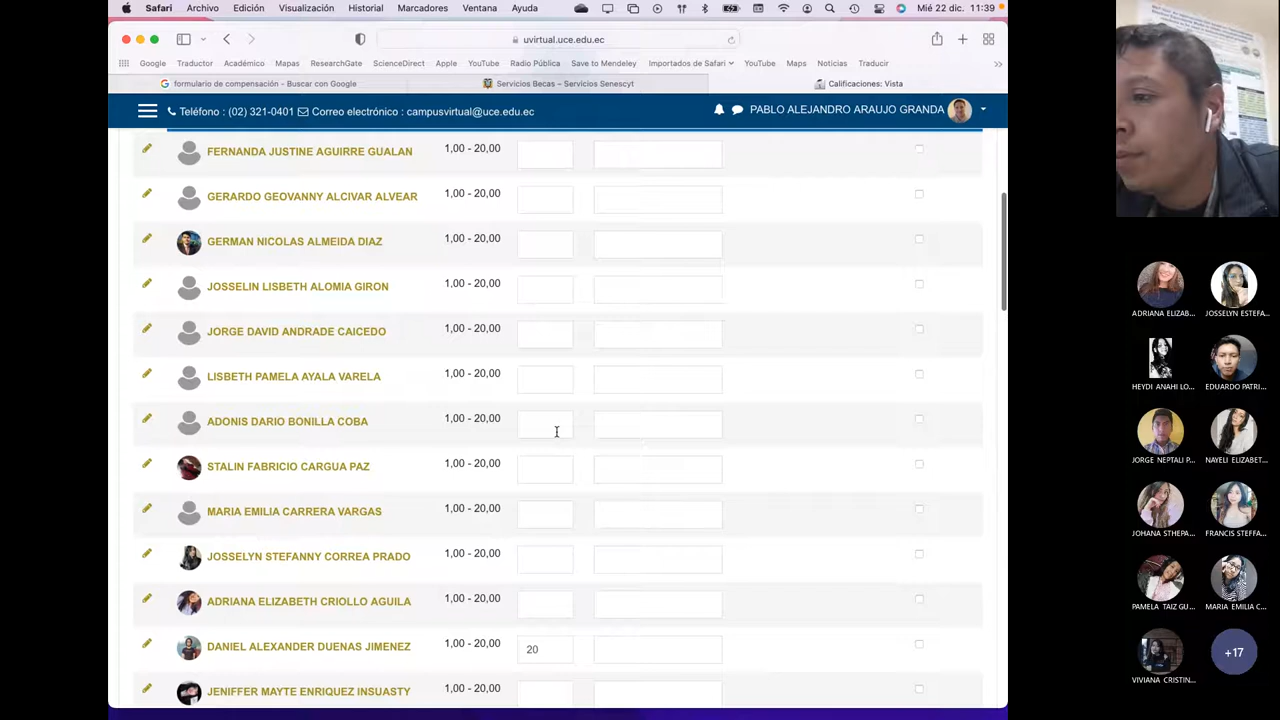 Safari Archivo Edición Visualización Historial Marcadores Ventana Ayuda Mié 22 dic. 11:39
uvirtual.uce.edu.ec
Google Traductor Académico Mapas ResearchGate ScienceDirect Apple YouTube Radio Pública Save to Mendeley Importados de Safari YouTube Maps Noticias Traducir
formulario de compensación - Buscar con Google Servicios Becas – Servicios Senescyt Calificaciones: Vista
Teléfono : (02) 321-0401 Correo electrónico : campusvirtual@uce.edu.ec PABLO ALEJANDRO ARAUJO GRANDA
FERNANDA JUSTINE AGUIRRE GUALAN 1,00 - 20,00
GERARDO GEOVANNY ALCIVAR ALVEAR 1,00 - 20,00
GERMAN NICOLAS ALMEIDA DIAZ 1,00 - 20,00
JOSSELIN LISBETH ALOMIA GIRON 1,00 - 20,00
JORGE DAVID ANDRADE CAICEDO 1,00 - 20,00
LISBETH PAMELA AYALA VARELA 1,00 - 20,00
ADONIS DARIO BONILLA COBA 1,00 - 20,00
STALIN FABRICIO CARGUA PAZ 1,00 - 20,00
MARIA EMILIA CARRERA VARGAS 1,00 - 20,00
JOSSELYN STEFANNY CORREA PRADO 1,00 - 20,00
ADRIANA ELIZABETH CRIOLLO AGUILA 1,00 - 20,00
DANIEL ALEXANDER DUENAS JIMENEZ 1,00 - 20,00 20
JENIFFER MAYTE ENRIQUEZ INSUASTY 1,00 - 20,00
ADRIANA ELIZAB... JOSSELYN ESTEFA...
HEYDI ANAHI LO... EDUARDO PATRI...
JORGE NEPTALI P... NAYELI ELIZABET...
JOHANA STHEPA... FRANCIS STEFFA...
PAMELA TAIZ GU... MARIA EMILIA C...
VIVIANA CRISTIN... +17